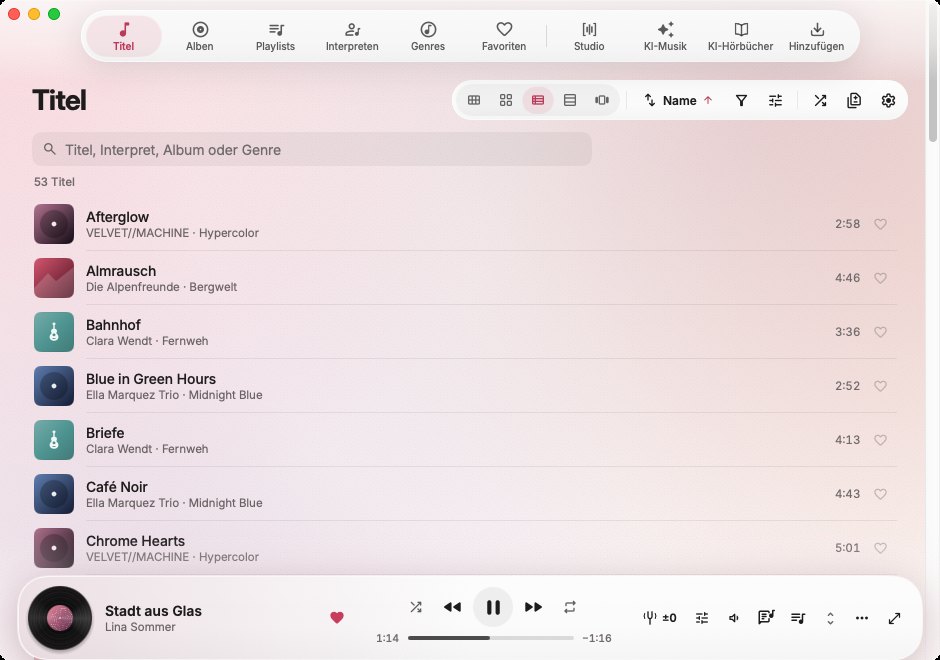 Titel
Alben
Playlists
Interpreten
Genres
Favoriten
Studio
KI-Musik
KI-Hörbücher
Hinzufügen
Titel
Name
Titel, Interpret, Album oder Genre
53 Titel
Afterglow
VELVET//MACHINE · Hypercolor
2:58
Almrausch
Die Alpenfreunde · Bergwelt
4:46
Bahnhof
Clara Wendt · Fernweh
3:36
Blue in Green Hours
Ella Marquez Trio · Midnight Blue
2:52
Briefe
Clara Wendt · Fernweh
4:13
Café Noir
Ella Marquez Trio · Midnight Blue
4:43
Chrome Hearts
VELVET//MACHINE · Hypercolor
5:01
Stadt aus Glas
Lina Sommer
1:14
−1:16
±0